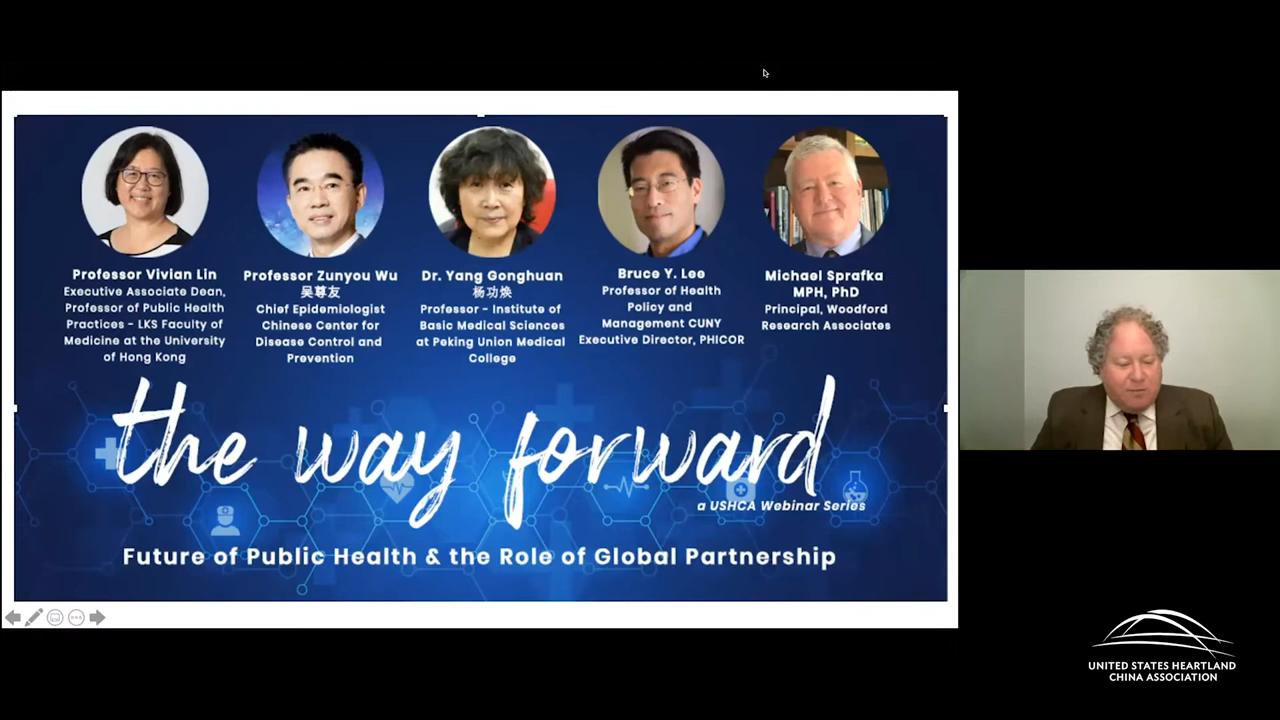 Professor Vivian Lin
Executive Associate Dean,
Professor of Public Health
Practices - LKS Faculty of
Medicine at the University
of Hong Kong
Professor Zunyou Wu
吴尊友
Chief Epidemiologist
Chinese Center for
Disease Control and
Prevention
Dr. Yang Gonghuan
杨功焕
Professor - Institute of
Basic Medical Sciences
at Peking Union Medical
College
Bruce Y. Lee
Professor of Health
Policy and
Management CUNY
Executive Director, PHICOR
Michael Sprafka
MPH, PhD
Principal, Woodford
Research Associates
the way forward
a USHCA Webinar Series
Future of Public Health & the Role of Global Partnership
UNITED STATES HEARTLAND
CHINA ASSOCIATION